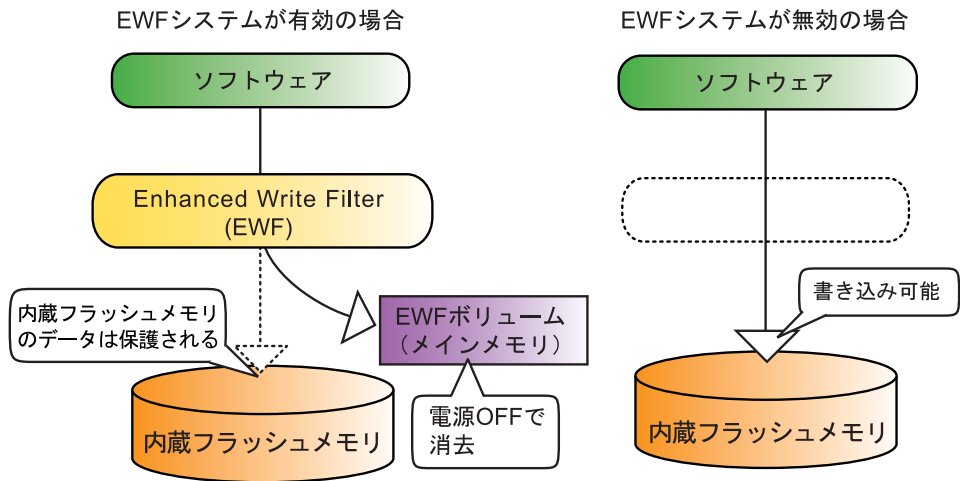 EWFシステムが有効の場合
ソフトウェア
Enhanced Write Filter
(EWF)
内蔵フラッシュメモリ
のデータは保護される
EWFボリューム
（メインメモリ）
電源OFFで
消去
内蔵フラッシュメモリ
EWFシステムが無効の場合
ソフトウェア
書き込み可能
内蔵フラッシュメモリ